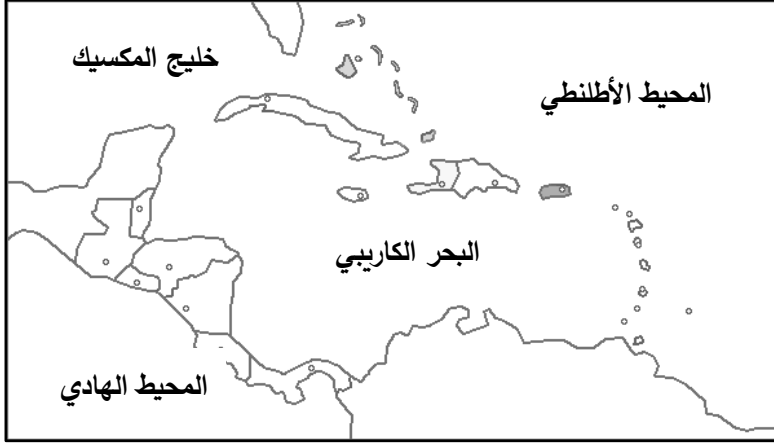 خليج المكسيك
المحيط الأطلنطي
البحر الكاريبي
المحيط الهادي